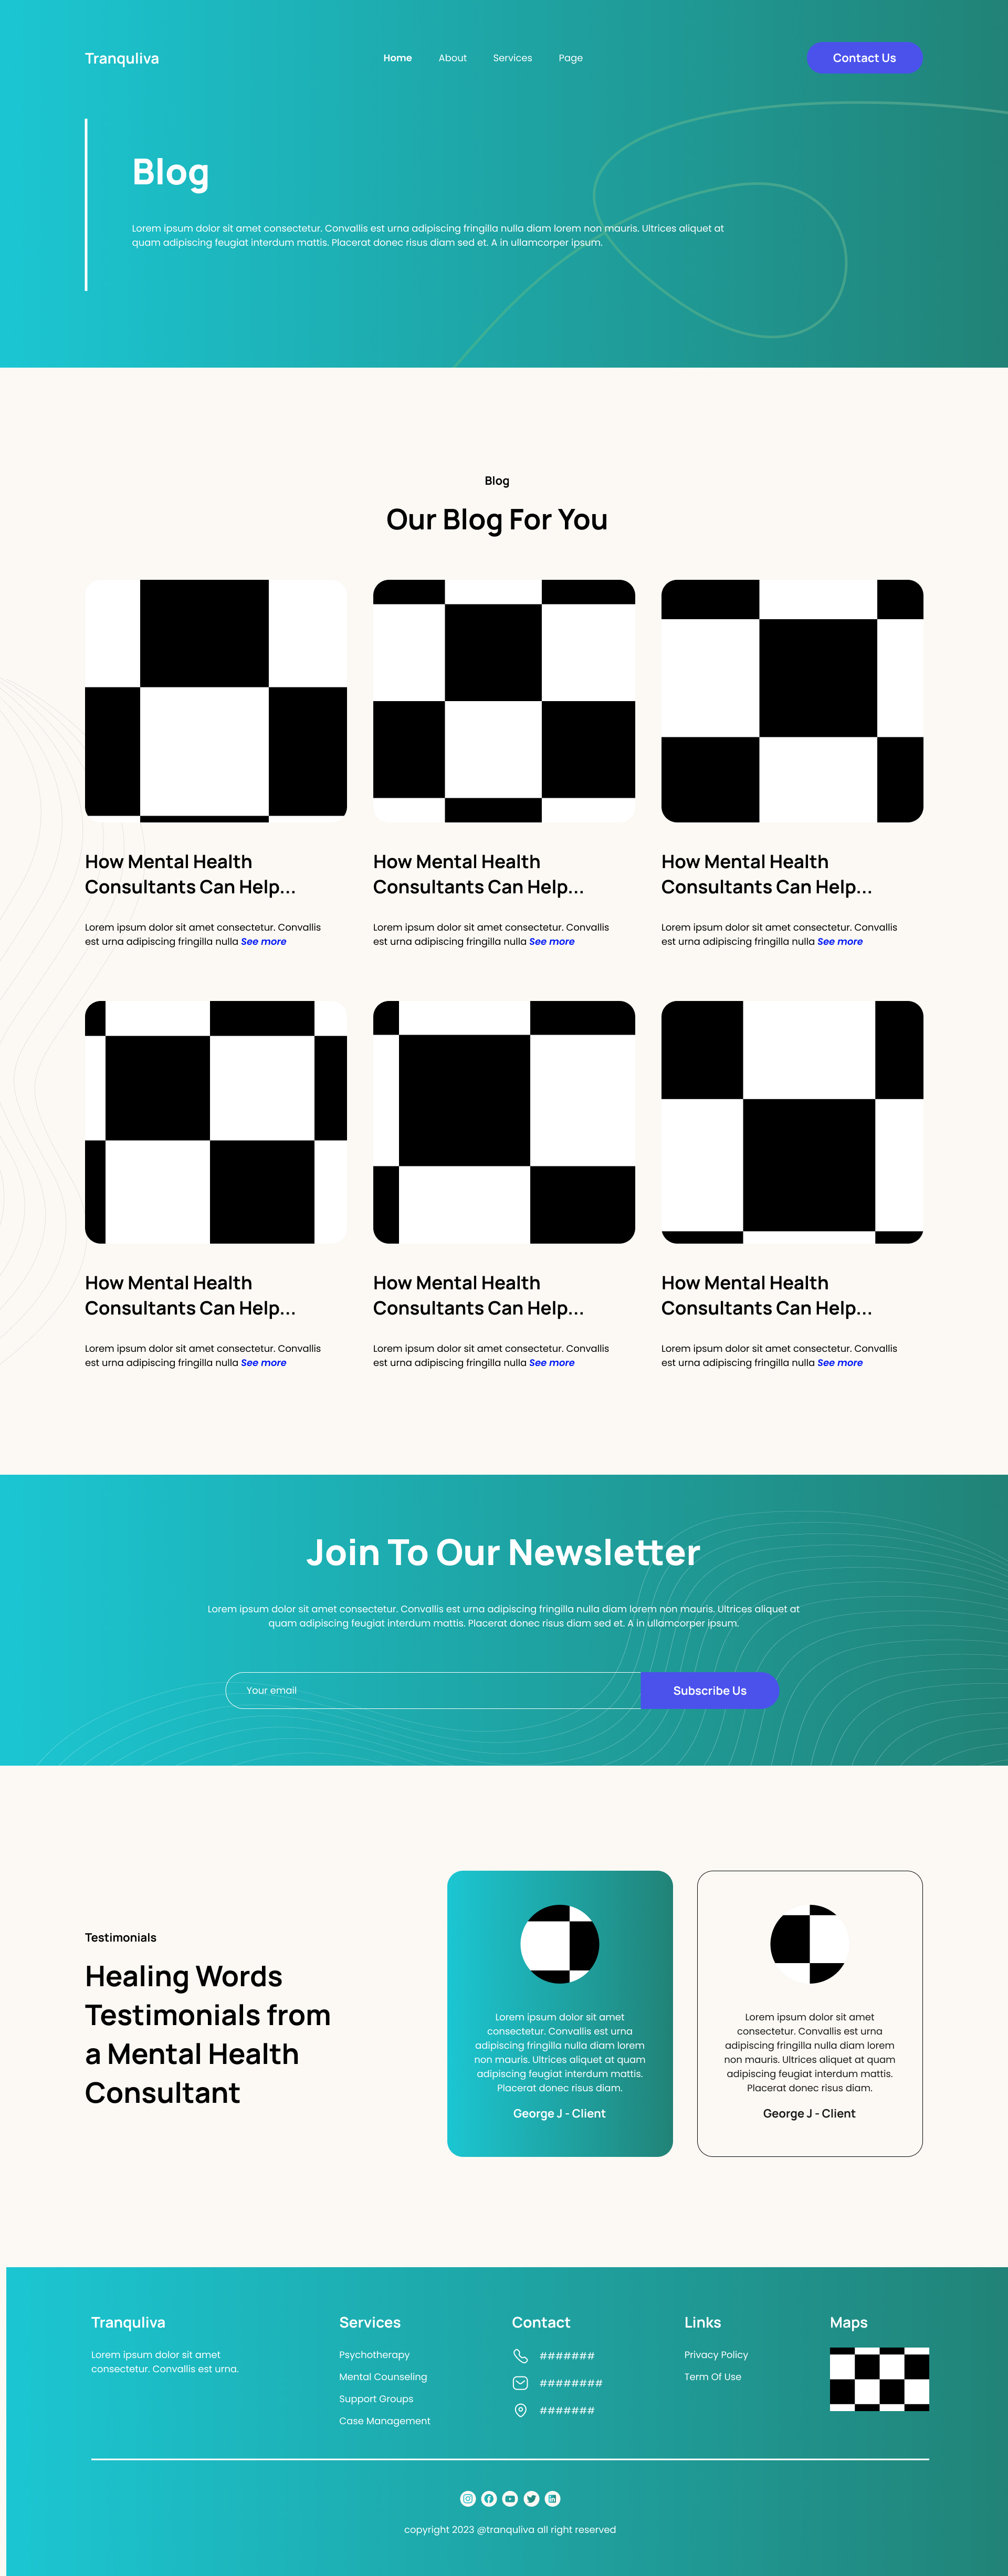 Tranquliva
Home About Services Page
Contact Us
Blog
Lorem ipsum dolor sit amet consectetur. Convallis est urna adipiscing fringilla nulla diam lorem non mauris. Ultrices aliquet at
quam adipiscing feugiat interdum mattis. Placerat donec risus diam sed et. A in ullamcorper ipsum.
Blog
Our Blog For You
How Mental Health
Consultants Can Help...
Lorem ipsum dolor sit amet consectetur. Convallis
est urna adipiscing fringilla nulla See more
How Mental Health
Consultants Can Help...
Lorem ipsum dolor sit amet consectetur. Convallis
est urna adipiscing fringilla nulla See more
How Mental Health
Consultants Can Help...
Lorem ipsum dolor sit amet consectetur. Convallis
est urna adipiscing fringilla nulla See more
How Mental Health
Consultants Can Help...
Lorem ipsum dolor sit amet consectetur. Convallis
est urna adipiscing fringilla nulla See more
How Mental Health
Consultants Can Help...
Lorem ipsum dolor sit amet consectetur. Convallis
est urna adipiscing fringilla nulla See more
How Mental Health
Consultants Can Help...
Lorem ipsum dolor sit amet consectetur. Convallis
est urna adipiscing fringilla nulla See more
Join To Our Newsletter
Lorem ipsum dolor sit amet consectetur. Convallis est urna adipiscing fringilla nulla diam lorem non mauris. Ultrices aliquet at
quam adipiscing feugiat interdum mattis. Placerat donec risus diam sed et. A in ullamcorper ipsum.
Your email
Subscribe Us
Testimonials
Healing Words
Testimonials from
a Mental Health
Consultant
Lorem ipsum dolor sit amet
consectetur. Convallis est urna
adipiscing fringilla nulla diam lorem
non mauris. Ultrices aliquet at quam
adipiscing feugiat interdum mattis.
Placerat donec risus diam.
George J - Client
Lorem ipsum dolor sit amet
consectetur. Convallis est urna
adipiscing fringilla nulla diam lorem
non mauris. Ultrices aliquet at quam
adipiscing feugiat interdum mattis.
Placerat donec risus diam.
George J - Client
Tranquliva
Lorem ipsum dolor sit amet
consectetur. Convallis est urna.
Services
Psychotherapy
Mental Counseling
Support Groups
Case Management
Contact
#######
########
#######
Links
Privacy Policy
Term Of Use
Maps
copyright 2023 @tranquliva all right reserved